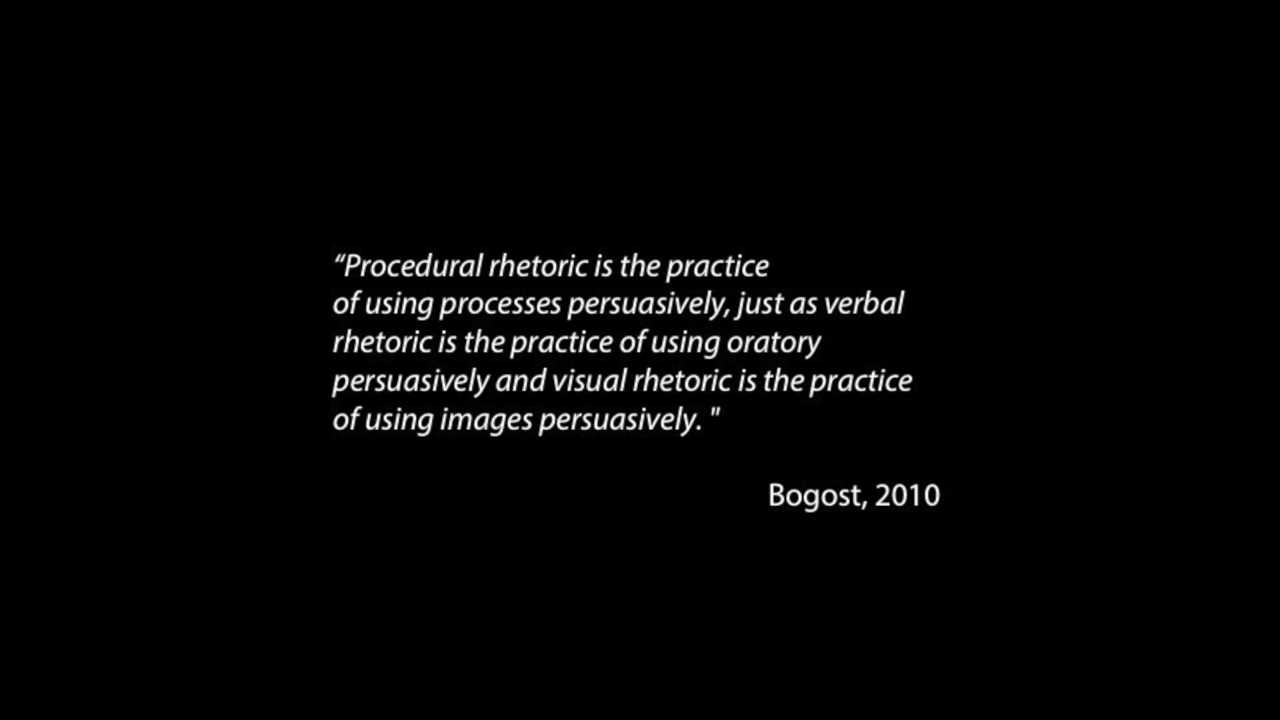 “Procedural rhetoric is the practice
of using processes persuasively, just as verbal
rhetoric is the practice of using oratory
persuasively and visual rhetoric is the practice
of using images persuasively. "
Bogost, 2010